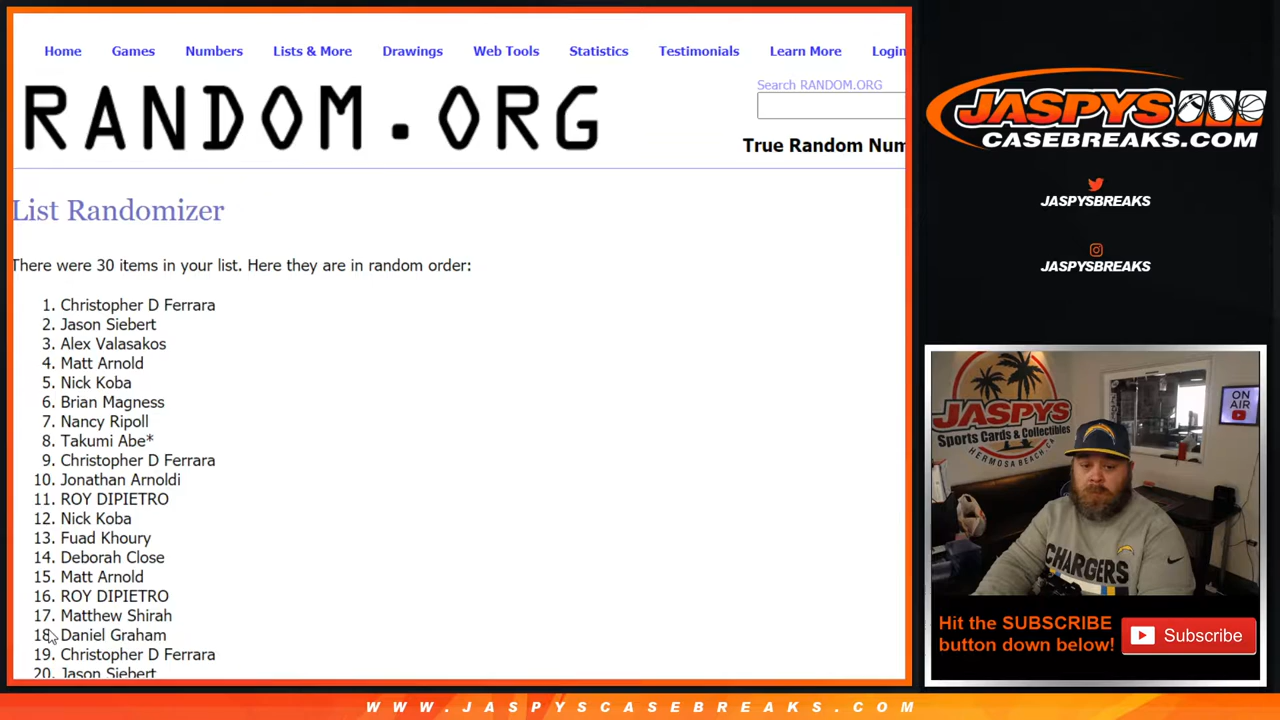 Home Games Numbers Lists & More Drawings Web Tools Statistics Testimonials Learn More Login
RANDOM.ORG
Search RANDOM.ORG
True Random Num
List Randomizer
There were 30 items in your list. Here they are in random order:
1. Christopher D Ferrara
2. Jason Siebert
3. Alex Valasakos
4. Matt Arnold
5. Nick Koba
6. Brian Magness
7. Nancy Ripoll
8. Takumi Abe*
9. Christopher D Ferrara
10. Jonathan Arnoldi
11. ROY DIPIETRO
12. Nick Koba
13. Fuad Khoury
14. Deborah Close
15. Matt Arnold
16. ROY DIPIETRO
17. Matthew Shirah
18. Daniel Graham
19. Christopher D Ferrara
20. Jason Siebert
JASPYS
CASEBREAKS.COM
JASPYSBREAKS
JASPYSBREAKS
JASPYS
Sports Cards & Collectibles
HERMOSA BEACH, CA
ON
AIR
CHARGERS
Hit the SUBSCRIBE
button down below!
Subscribe
WWW.JASPYSCASEBREAKS.COM